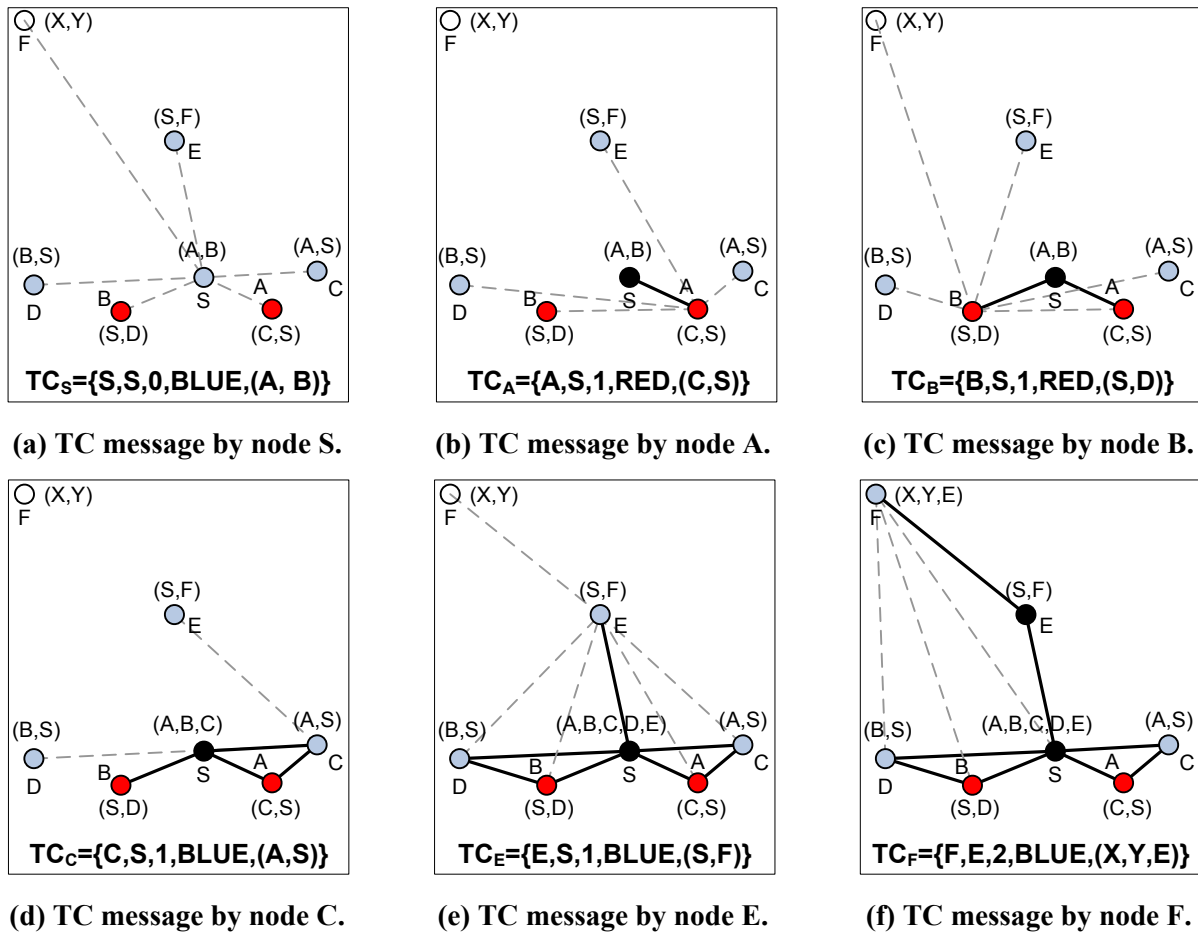 (X,Y)
F
(S,F)
E
(B,S)
(A,B)
(A,S)
D
B
S
A
C
(S,D)
(C,S)
TCS={S,S,0,BLUE,(A, B)}
(a) TC message by node S.
(X,Y)
F
(S,F)
E
(B,S)
(A,B)
(A,S)
D
B
S
A
C
(S,D)
(C,S)
TCA={A,S,1,RED,(C,S)}
(b) TC message by node A.
(X,Y)
F
(S,F)
E
(B,S)
(A,B)
(A,S)
D
B
S
A
C
(S,D)
(C,S)
TCB={B,S,1,RED,(S,D)}
(c) TC message by node B.
(X,Y)
F
(S,F)
E
(B,S)
(A,B,C)
(A,S)
D
B
S
A
C
(S,D)
(C,S)
TCC={C,S,1,BLUE,(A,S)}
(d) TC message by node C.
(X,Y)
F
(S,F)
E
(B,S)
(A,B,C,D,E)
(A,S)
D
B
S
A
C
(S,D)
(C,S)
TCE={E,S,1,BLUE,(S,F)}
(e) TC message by node E.
(X,Y,E)
F
(S,F)
E
(B,S)
(A,B,C,D,E)
(A,S)
D
B
S
A
C
(S,D)
(C,S)
TCF={F,E,2,BLUE,(X,Y,E)}
(f) TC message by node F.